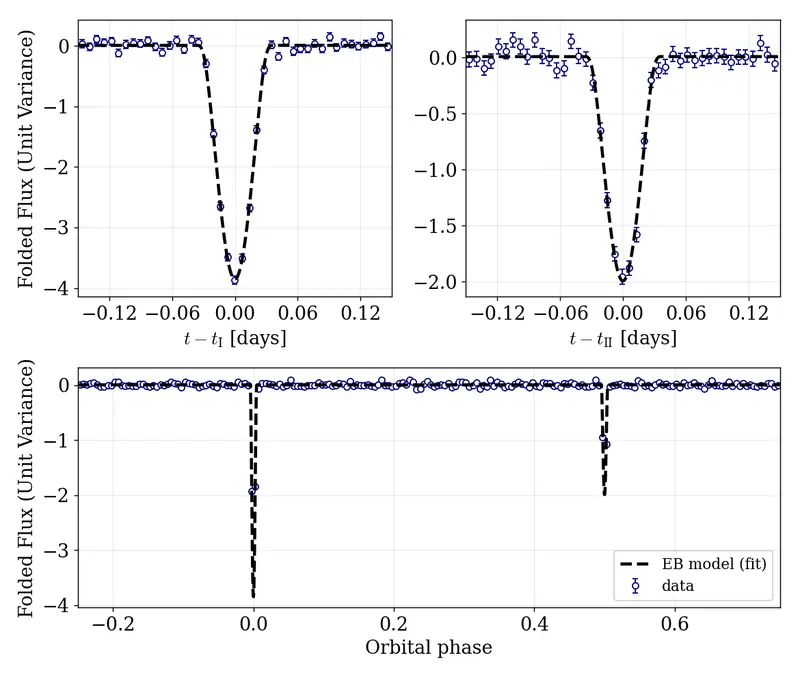 Folded Flux (Unit Variance)
0
−1
−2
−3
−4
−0.12 −0.06 0.00 0.06 0.12
t − tI [days]
0.0
−0.5
−1.0
−1.5
−2.0
−0.12 −0.06 0.00 0.06 0.12
t − tII [days]
Folded Flux (Unit Variance)
0
−1
−2
−3
−4
EB model (fit)
data
−0.2 0.0 0.2 0.4 0.6
Orbital phase